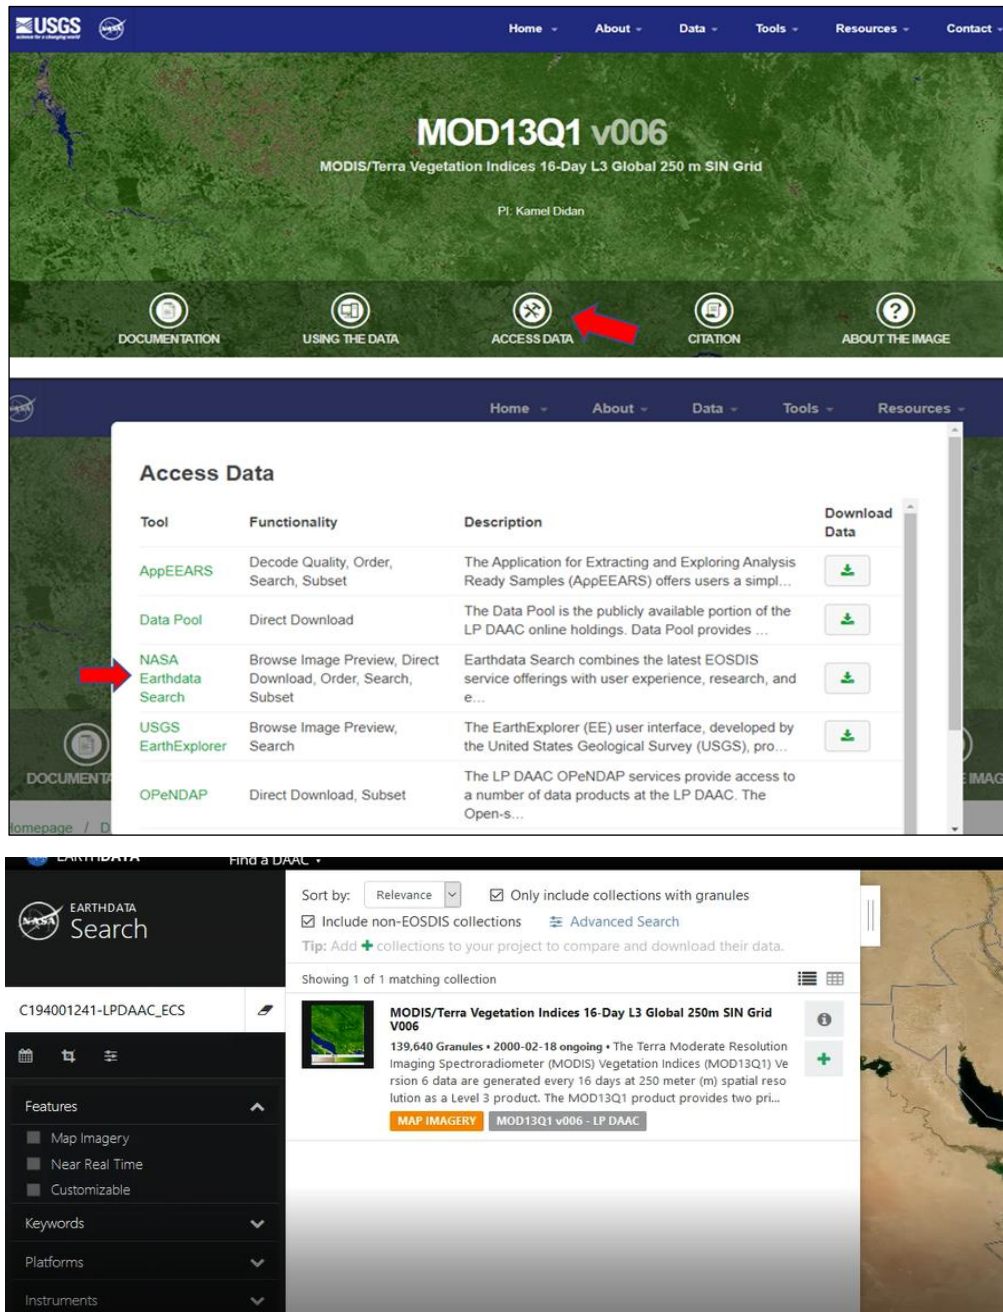 USGS
science for a changing world
NASA
Home About Data Tools Resources Contact
MOD13Q1 v006
MODIS/Terra Vegetation Indices 16-Day L3 Global 250 m SIN Grid
PI: Kamel Didan
DOCUMENTATION USING THE DATA ACCESS DATA CITATION ABOUT THE IMAGE
Home About Data Tools Resources
Access Data
Tool Functionality Description Download Data
AppEEARS Decode Quality, Order, The Application for Extracting and Exploring Analysis
Search, Subset Ready Samples (AρρEEARS) offers users a simpl...
Data Pool Direct Download The Data Pool is the publicly available portion of the
LP DAAC online holdings. Data Pool provides ...
NASA Browse Image Preview, Direct Earthdata Search combines the latest EOSDIS
Earthdata Download, Order, Search, service offerings with user experience, research, and
Search Subset e...
USGS Browse Image Preview, The EarthExplorer (EE) user interface, developed by
EarthExplorer Search the United States Geological Survey (USGS), pro...
The LP DAAC OPeNDAP services provide access to
OPeNDAP Direct Download, Subset a number of data products at the LP DAAC. The
Open-s...
DOCUMENTA E IMAG
omepage / D
EARTHDATA Find a DAAC
NASA
EARTHDATA
Search
Sort by: Relevance Only include collections with granules
Include non-EOSDIS collections Advanced Search
Tip: Add + collections to your project to compare and download their data.
Showing 1 of 1 matching collection
C194001241-LPDAAC_ECS
MODIS/Terra Vegetation Indices 16-Day L3 Global 250m SIN Grid
V006
139,640 Granules • 2000-02-18 ongoing • The Terra Moderate Resolution
Imaging Spectroradiometer (MODIS) Vegetation Indices (MOD13Q1) Ve
rsion 6 data are generated every 16 days at 250 meter (m) spatial reso
lution as a Level 3 product. The MOD13Q1 product provides two pri...
MAP IMAGERY MOD13Q1 v006 - LP DAAC
Features
Map Imagery
Near Real Time
Customizable
Keywords
Platforms
Instruments